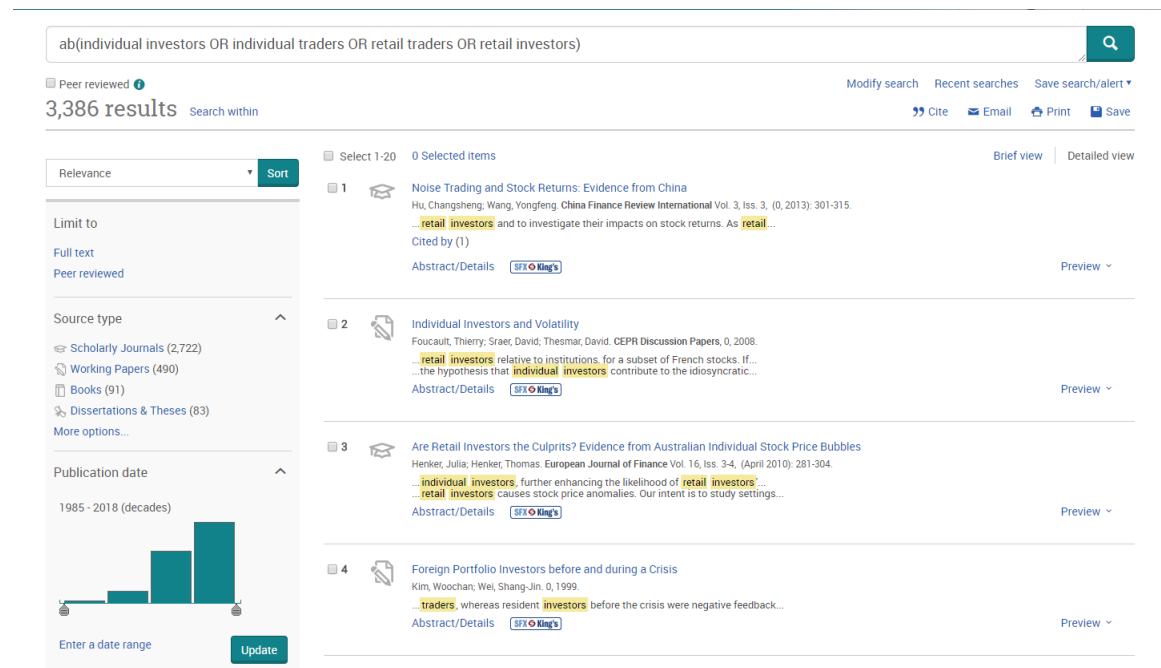 ab(individual investors OR individual traders OR retail traders OR retail investors)
Peer reviewed
Modify search Recent searches Save search/alert
3,386 results Search within
Cite Email Print Save
Select 1-20 0 Selected items
Brief view Detailed view
Relevance Sort
Limit to
Full text
Peer reviewed
Source type
Scholarly Journals (2,722)
Working Papers (490)
Books (91)
Dissertations & Theses (83)
More options...
Publication date
1985 - 2018 (decades)
Enter a date range
Update
1 Noise Trading and Stock Returns: Evidence from China
Hu, Changsheng; Wang, Yongfeng. China Finance Review International Vol. 3, Iss. 3, (0, 2013): 301-315.
...retail investors and to investigate their impacts on stock returns. As retail...
Cited by (1)
Abstract/Details SFX King's Preview
2 Individual Investors and Volatility
Foucault, Thierry; Sraer, David; Thesmar, David. CEPR Discussion Papers, 0, 2008.
...retail investors relative to institutions, for a subset of French stocks. If...
...the hypothesis that individual investors contribute to the idiosyncratic...
Abstract/Details SFX King's Preview
3 Are Retail Investors the Culprits? Evidence from Australian Individual Stock Price Bubbles
Henker, Julia; Henker, Thomas. European Journal of Finance Vol. 16, Iss. 3-4, (April 2010): 281-304.
...individual investors, further enhancing the likelihood of retail investors'...
...retail investors causes stock price anomalies. Our intent is to study settings...
Abstract/Details SFX King's Preview
4 Foreign Portfolio Investors before and during a Crisis
Kim, Woochan; Wei, Shang-Jin. 0, 1999.
...traders, whereas resident investors before the crisis were negative feedback...
Abstract/Details SFX King's Preview